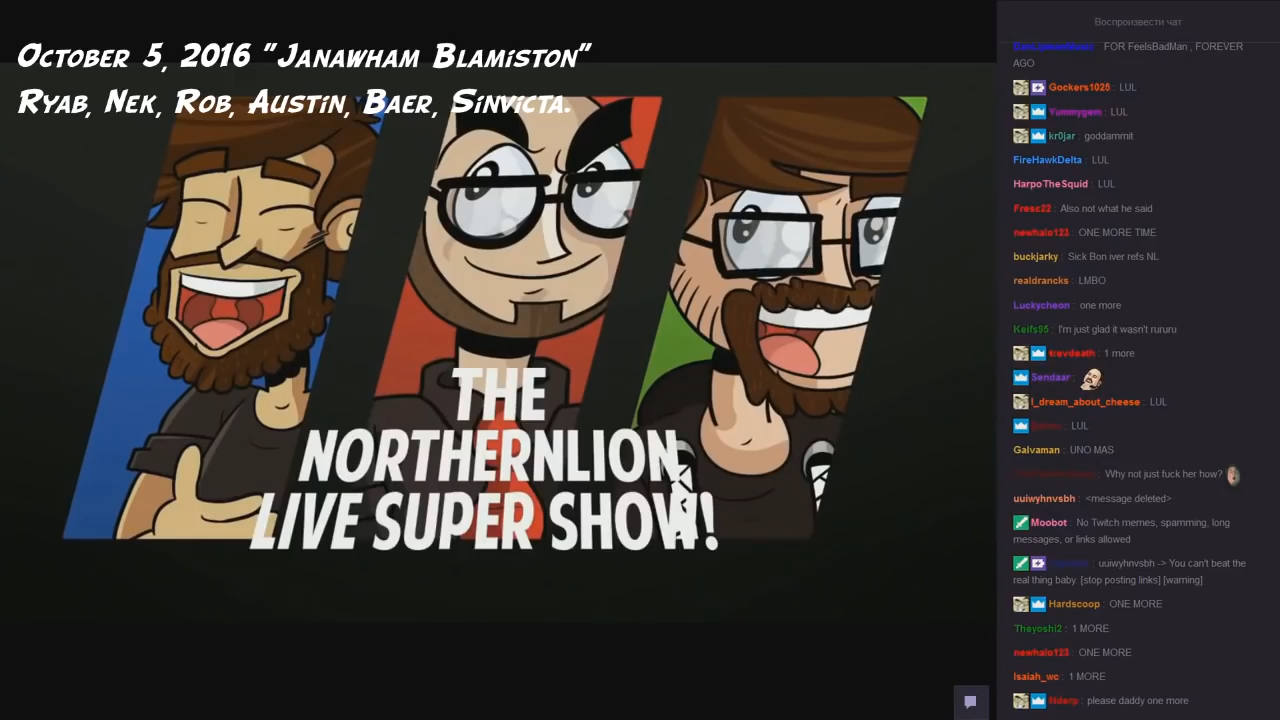 October 5, 2016 "Janawham Blamiston"
Ryab, Nek, Rob, Austin, Baer, Sinvicta.
THE
NORTHERNLION
LIVE SUPER SHOW!
Воспроизвести чат
: FOR FeelsBadMan , FOREVER
AGO
Gockers1025 : LUL
Yummygem : LUL
kr0jar : goddammit
FireHawkDelta : LUL
HarpoTheSquid : LUL
Fresc22 : Also not what he said
newhalo123 : ONE MORE TIME
buckjarky : Sick Bon iver refs NL
realdrancks : LMBO
Luckycheon : one more
Keifs95 : I'm just glad it wasn't rururu
trevdeath : 1 more
Sendaar :
I_dream_about_cheese : LUL
: LUL
Galvaman : UNO MAS
: Why not just fuck her how?
uuiwyhnvsbh : <message deleted>
Moobot : No Twitch memes, spamming, long
messages, or links allowed
: uuiwyhnvsbh -> You can't beat the
real thing baby. [stop posting links] [warning]
Hardscoop : ONE MORE
Theyoshi2 : 1 MORE
newhalo123 : ONE MORE
Isaiah_wc : 1 MORE
Nderp : please daddy one more